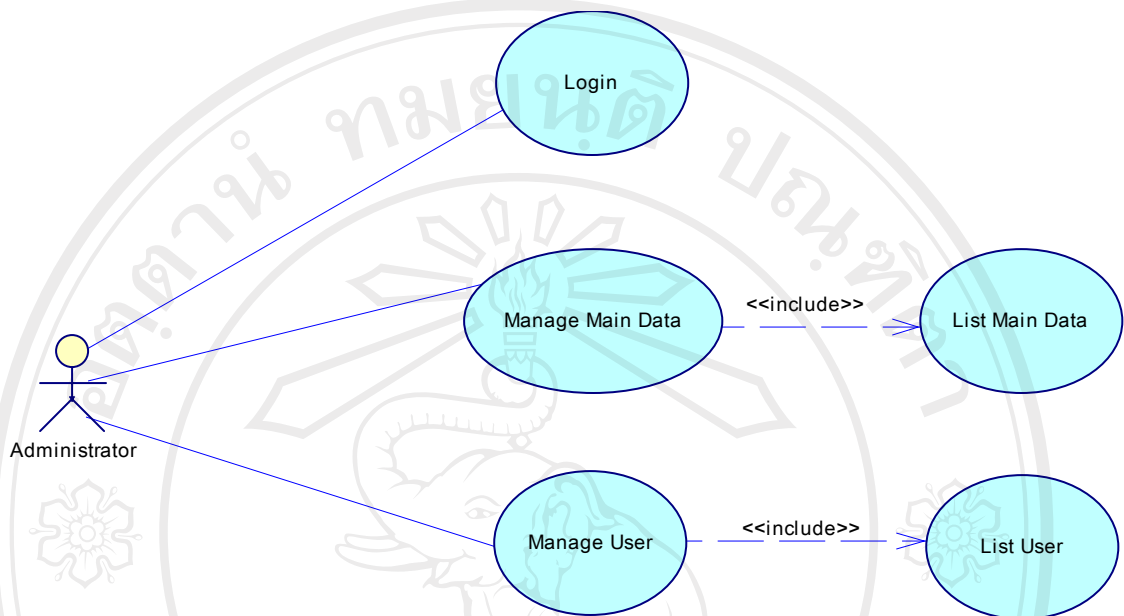 Login
Manage Main Data
<<include>>
List Main Data
Administrator
Manage User
<<include>>
List User